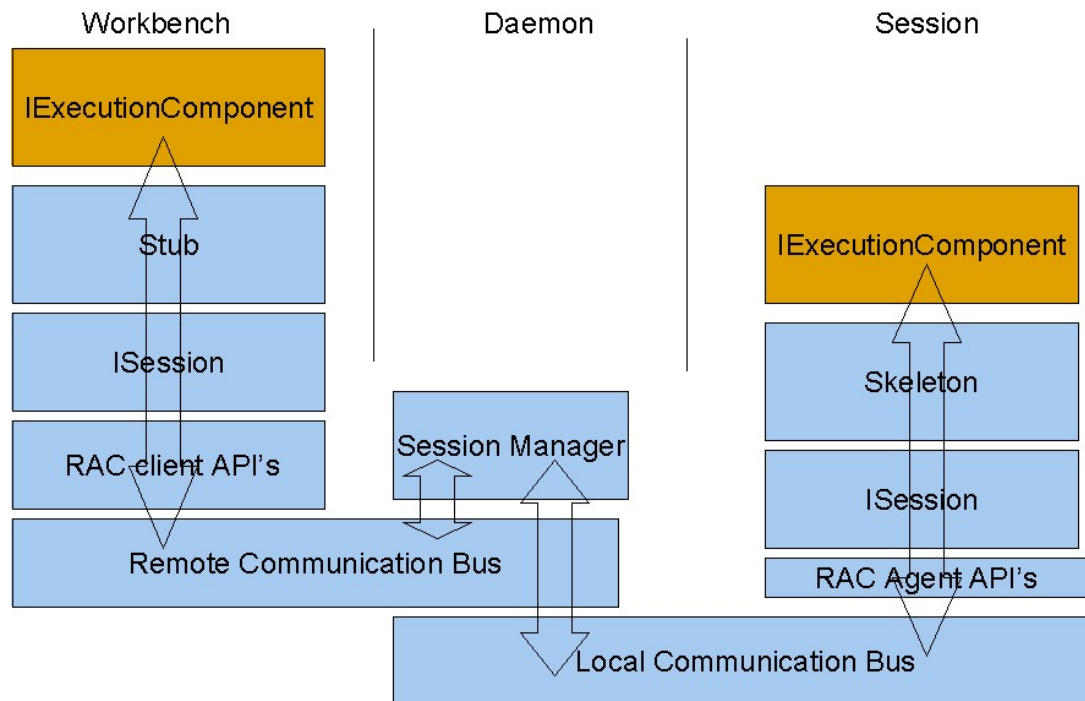 Workbench
Daemon
Session
IExecutionComponent
Stub
ISession
RAC client API's
Session Manager
Remote Communication Bus
IExecutionComponent
Skeleton
ISession
RAC Agent API's
Local Communication Bus